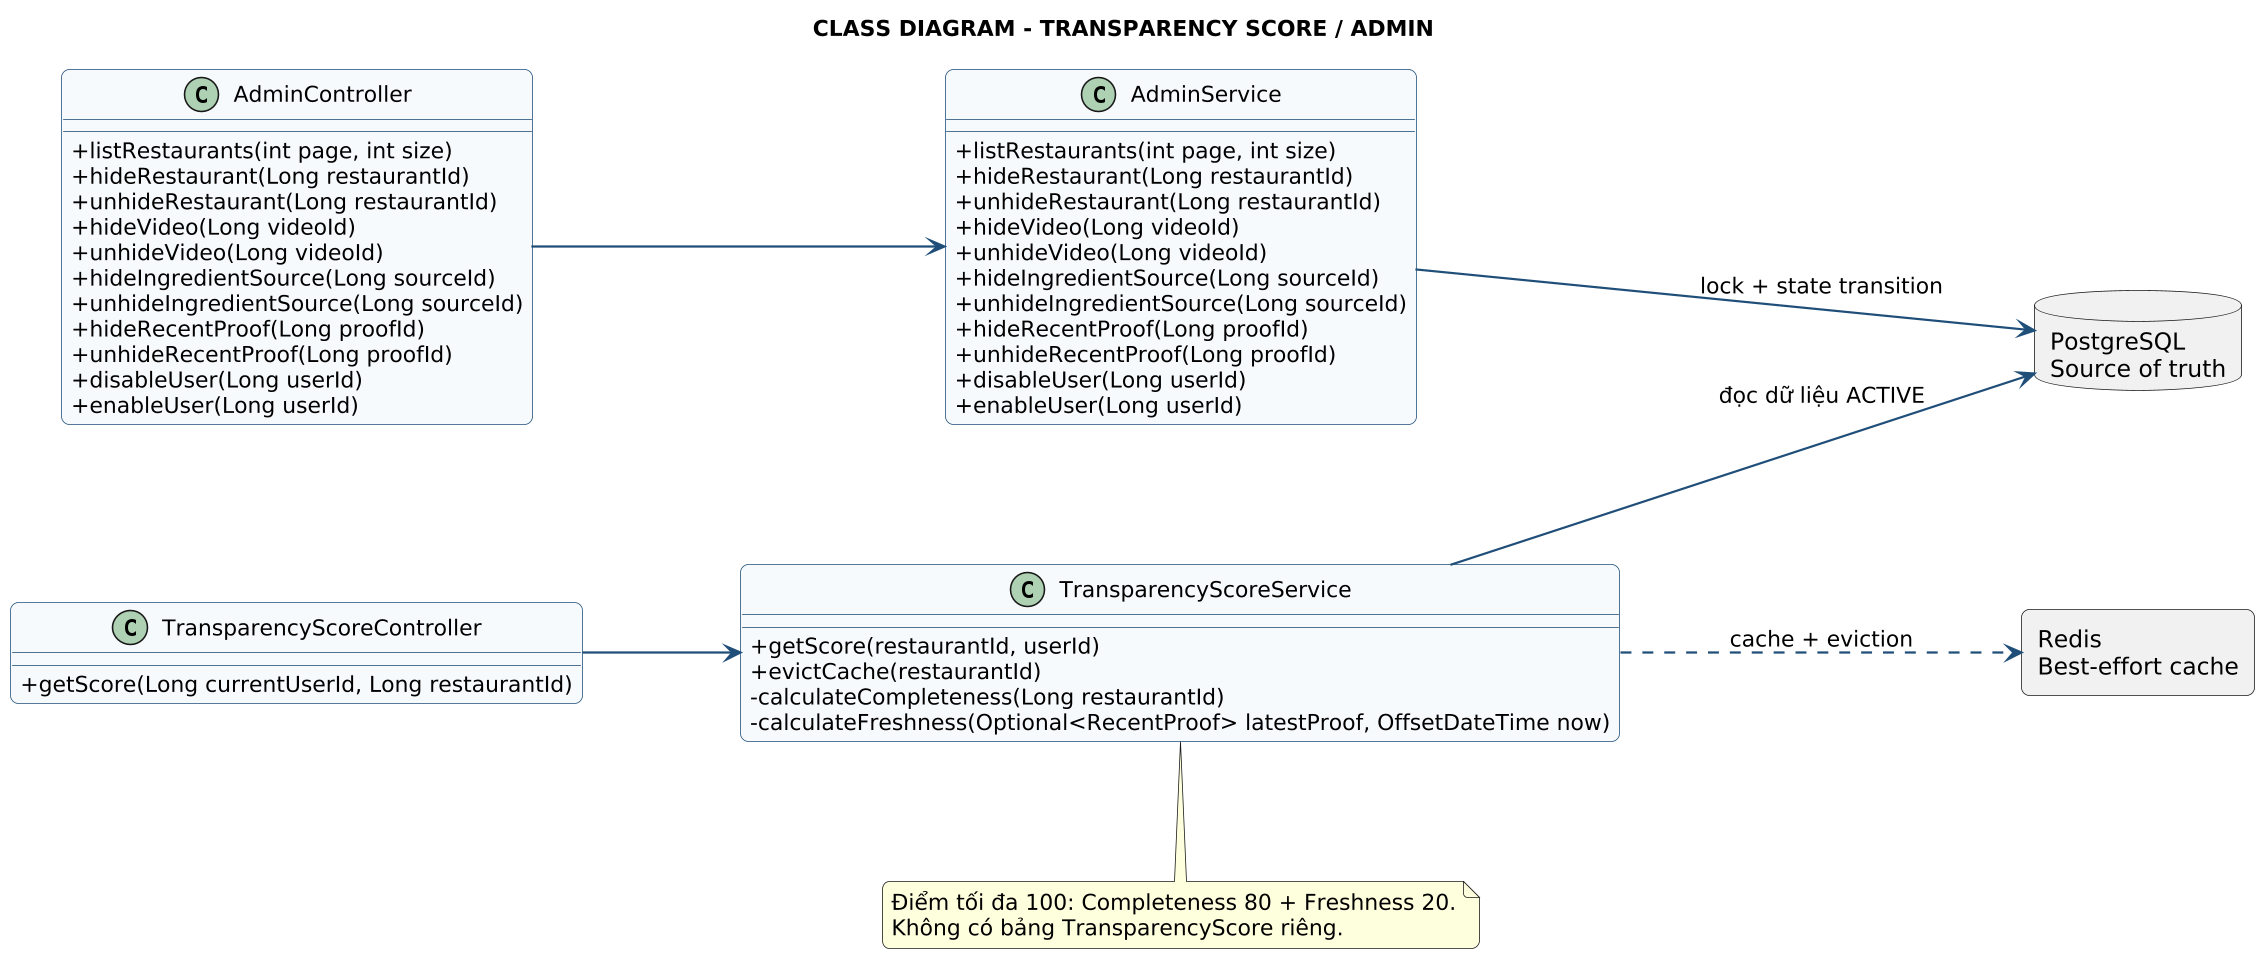 CLASS DIAGRAM - TRANSPARENCY SCORE / ADMIN
C AdminController
+listRestaurants(int page, int size)
+hideRestaurant(Long restaurantId)
+unhideRestaurant(Long restaurantId)
+hideVideo(Long videoId)
+unhideVideo(Long videoId)
+hideIngredientSource(Long sourceId)
+unhideIngredientSource(Long sourceId)
+hideRecentProof(Long proofId)
+unhideRecentProof(Long proofId)
+disableUser(Long userId)
+enableUser(Long userId)
C AdminService
+listRestaurants(int page, int size)
+hideRestaurant(Long restaurantId)
+unhideRestaurant(Long restaurantId)
+hideVideo(Long videoId)
+unhideVideo(Long videoId)
+hideIngredientSource(Long sourceId)
+unhideIngredientSource(Long sourceId)
+hideRecentProof(Long proofId)
+unhideRecentProof(Long proofId)
+disableUser(Long userId)
+enableUser(Long userId)
lock + state transition
PostgreSQL
Source of truth
đọc dữ liệu ACTIVE
C TransparencyScoreController
+getScore(Long currentUserId, Long restaurantId)
C TransparencyScoreService
+getScore(restaurantId, userId)
+evictCache(restaurantId)
-calculateCompleteness(Long restaurantId)
-calculateFreshness(Optional<RecentProof> latestProof, OffsetDateTime now)
cache + eviction
Redis
Best-effort cache
Điểm tối đa 100: Completeness 80 + Freshness 20.
Không có bảng TransparencyScore riêng.